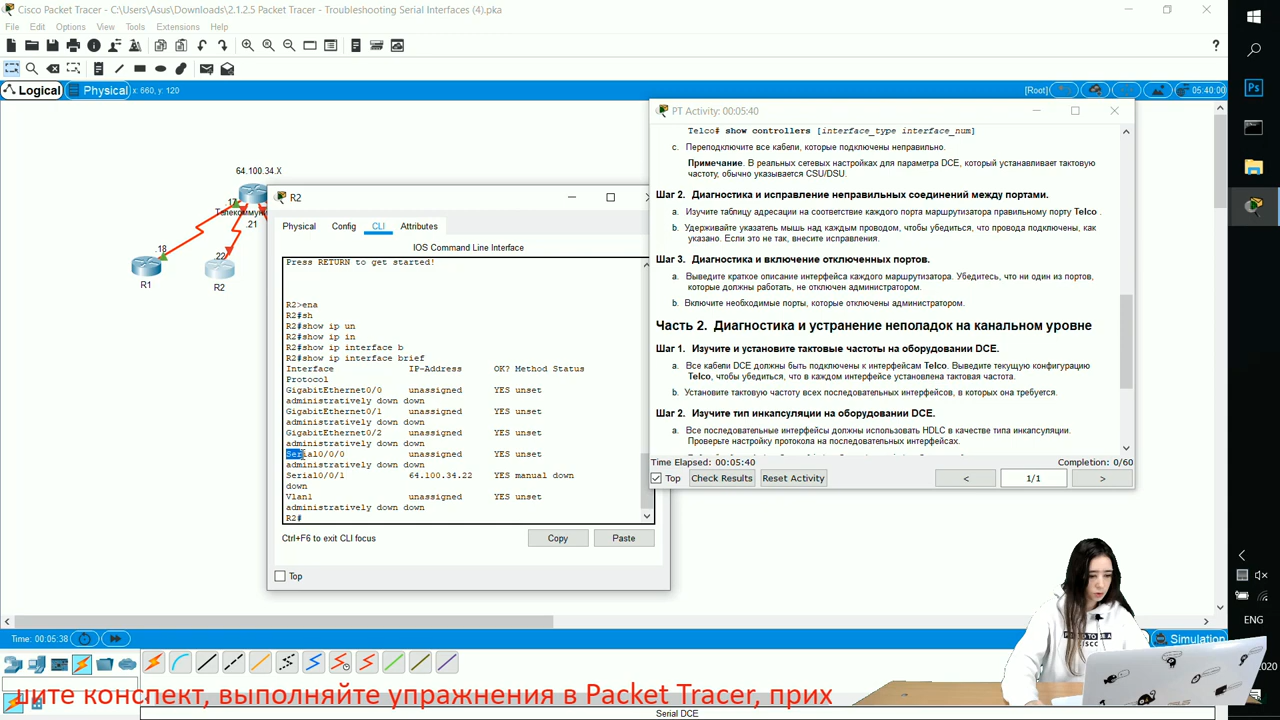 Cisco Packet Tracer - C:\Users\Asus\Downloads\2.1.2.5 Packet Tracer - Troubleshooting Serial Interfaces (4).pka
File Edit Options View Tools Extensions Help
?
Logical Physical x: 660, y: 120
[Root] 05:40:00
64.100.34.X
.17
.21
.18
.22
R1
R2
R2
Physical Config CLI Attributes
IOS Command Line Interface
Press RETURN to get started!
R2>ena
R2#sh
R2#show ip un
R2#show ip in
R2#show ip interface b
R2#show ip interface brief
Interface IP-Address OK? Method Status
Protocol
GigabitEthernet0/0 unassigned YES unset
administratively down down
GigabitEthernet0/1 unassigned YES unset
administratively down down
GigabitEthernet0/2 unassigned YES unset
administratively down down
Serial0/0/0 unassigned YES unset
administratively down down
Serial0/0/1 64.100.34.22 YES manual down
down
Vlan1 unassigned YES unset
administratively down down
R2#
Ctrl+F6 to exit CLI focus
Copy Paste
Top
PT Activity: 00:05:40
Telco# show controllers [interface_type interface_num]
c. Переподключите все кабели, которые подключены неправильно.
Примечание. В реальных сетевых настройках для параметра DCE, который устанавливает тактовую
частоту, обычно указывается CSU/DSU.
Шаг 2. Диагностика и исправление неправильных соединений между портами.
a. Изучите таблицу адресации на соответствие каждого порта маршрутизатора правильному порту Telco .
b. Удерживайте указатель мышь над каждым проводом, чтобы убедиться, что провода подключены, как
указано. Если это не так, внесите исправления.
Шаг 3. Диагностика и включение отключенных портов.
a. Выведите краткое описание интерфейса каждого маршрутизатора. Убедитесь, что ни один из портов,
которые должны работать, не отключен администратором.
b. Включите необходимые порты, которые отключены администратором.
Часть 2. Диагностика и устранение неполадок на канальном уровне
Шаг 1. Изучите и установите тактовые частоты на оборудовании DCE.
a. Все кабели DCE должны быть подключены к интерфейсам Telco. Выведите текущую конфигурацию
Telco, чтобы убедиться, что в каждом интерфейсе установлена тактовая частота.
b. Установите тактовую частоту всех последовательных интерфейсов, в которых она требуется.
Шаг 2. Изучите тип инкапсуляции на оборудовании DCE.
a. Все последовательные интерфейсы должны использовать HDLC в качестве типа инкапсуляции.
Проверьте настройку протокола на последовательных интерфейсах.
Time Elapsed: 00:05:40 Completion: 0/60
Top Check Results Reset Activity < 1/1 >
Time: 00:05:38
Simulation
Serial DCE
Ps
ENG
шите конспект, выполняйте упражнения в Packet Tracer, прих